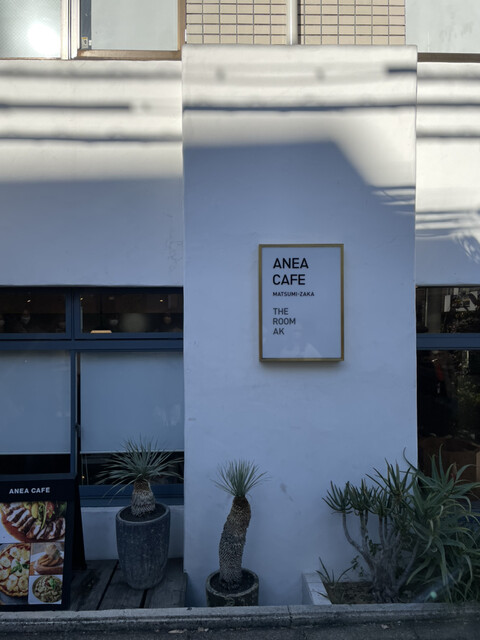 ANEA
CAFE
MATSUMI-ZAKA
THE
ROOM
AK
ANEA CAFE